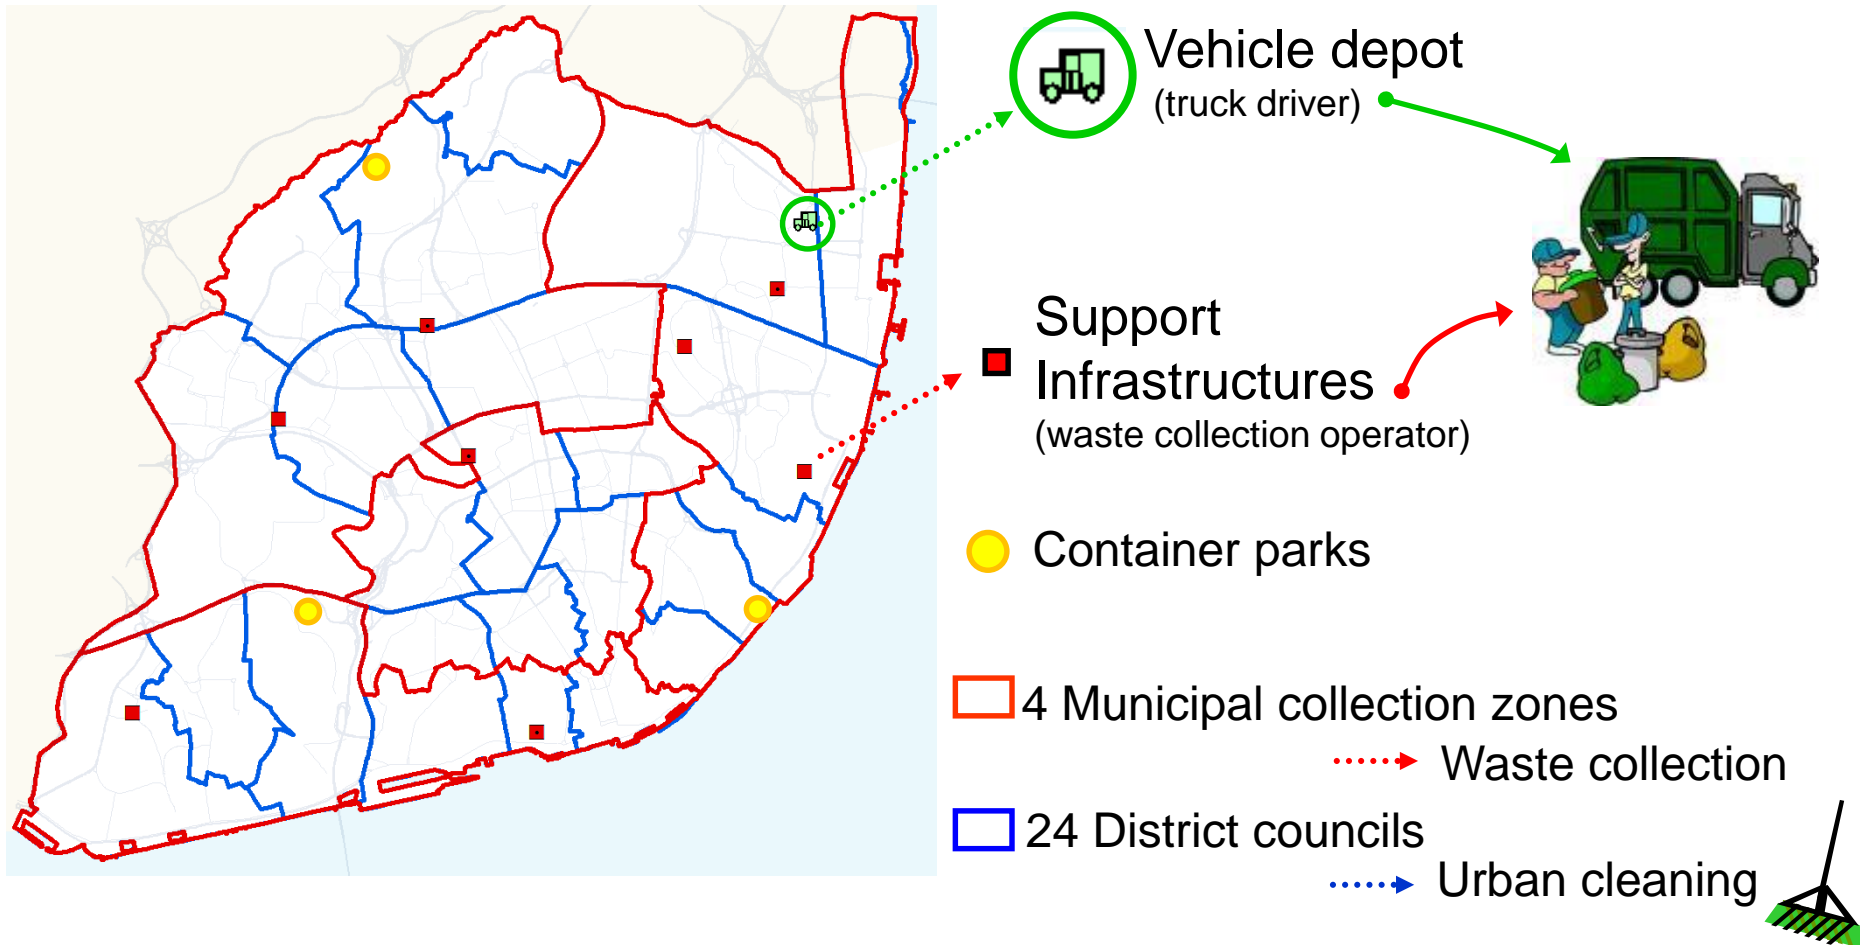 Vehicle depot
(truck driver)
Support
Infrastructures
(waste collection operator)
Container parks
4 Municipal collection zones
Waste collection
24 District councils
Urban cleaning